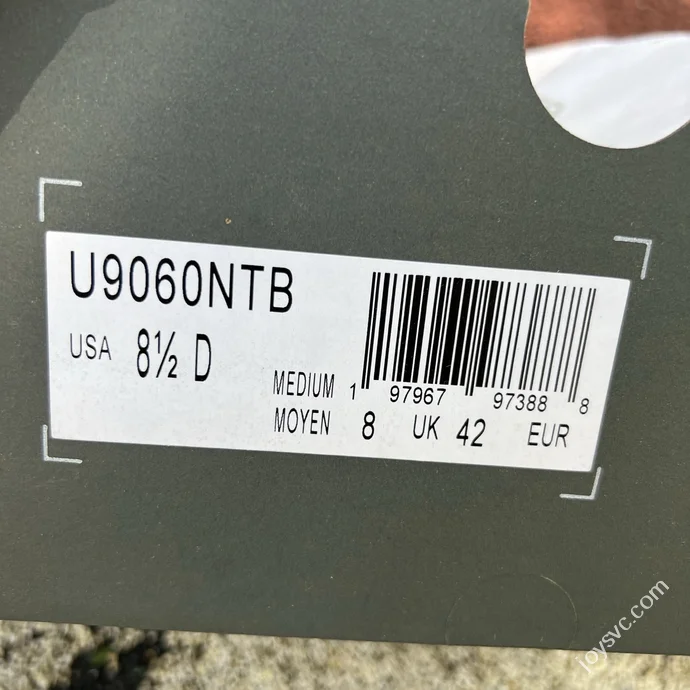 U9060NTB
USA 8½ D
MEDIUM
MOYEN
1 97967 97388 8
8 UK 42 EUR
joysvc.com